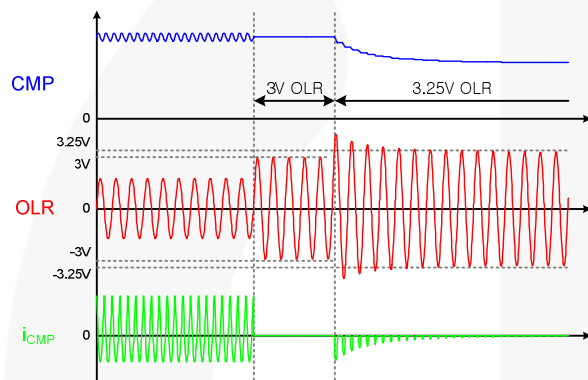 CMP
3V OLR
3.25V OLR
0
3.25V
3V
OLR
0
-3V
-3.25V
iCMP
0